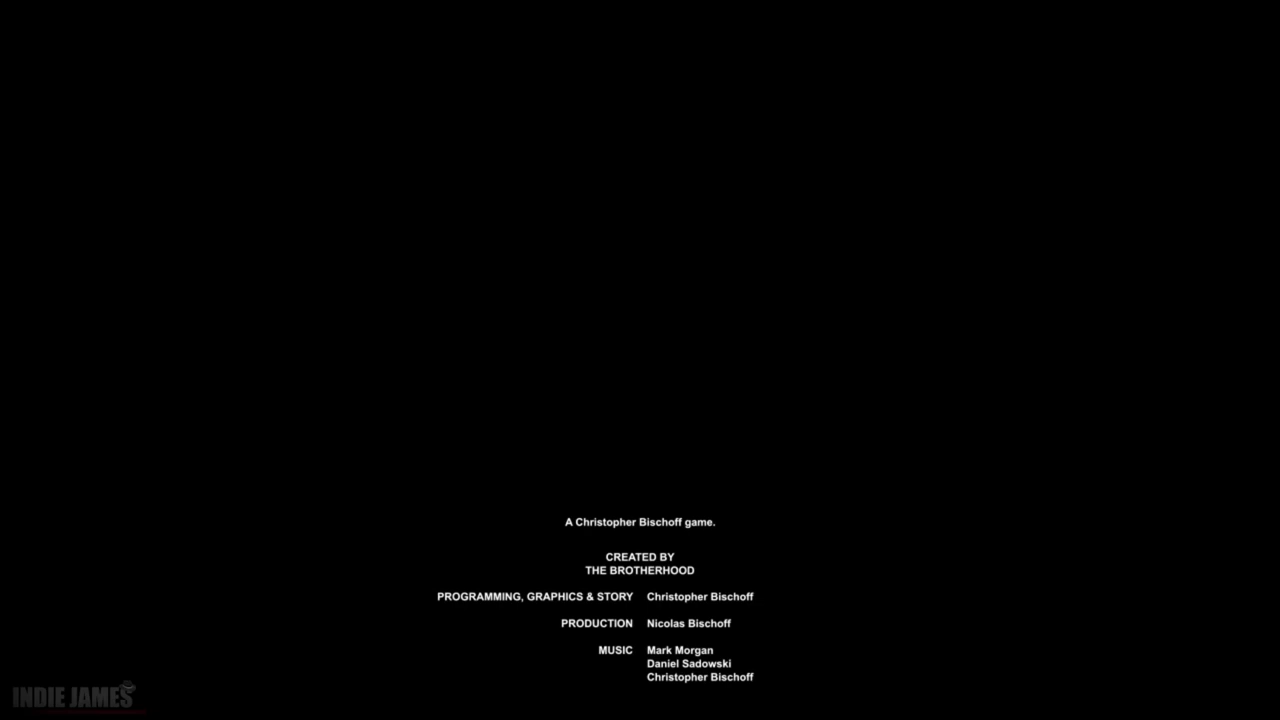 A Christopher Bischoff game.
CREATED BY
THE BROTHERHOOD
PROGRAMMING, GRAPHICS & STORY Christopher Bischoff
PRODUCTION Nicolas Bischoff
MUSIC Mark Morgan
Daniel Sadowski
Christopher Bischoff
INDIE JAMES